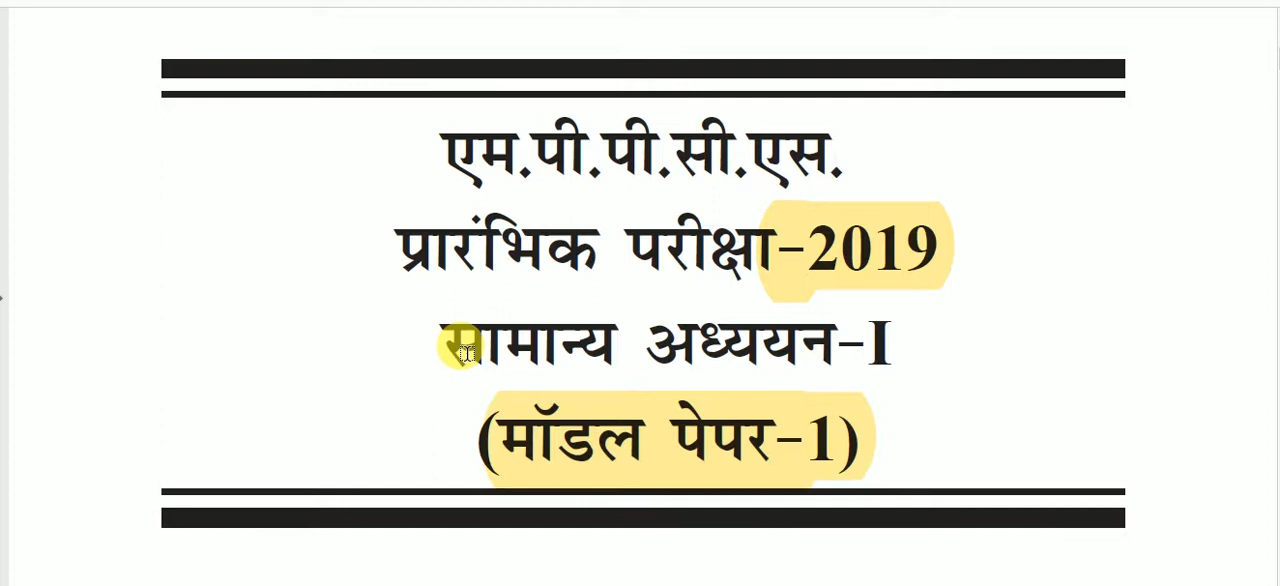 एम.पी.पी.सी.एस.
प्रारंभिक परीक्षा-2019
सामान्य अध्ययन-I
(मॉडल पेपर-1)